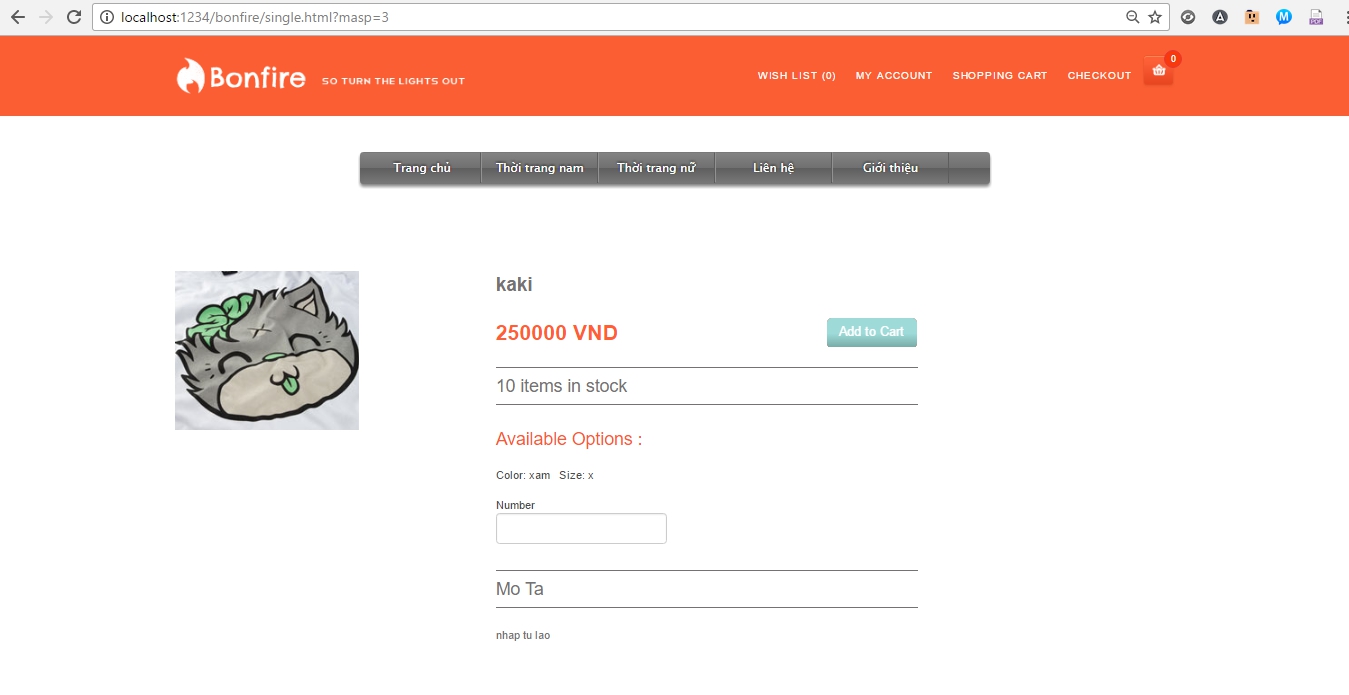 localhost:1234/bonfire/single.html?masp=3
Bonfire SO TURN THE LIGHTS OUT
WISH LIST (0) MY ACCOUNT SHOPPING CART CHECKOUT 0
Trang chủ Thời trang nam Thời trang nữ Liên hệ Giới thiệu
kaki
250000 VND Add to Cart
10 items in stock
Available Options :
Color: xam Size: x
Number
Mo Ta
nhap tu lao